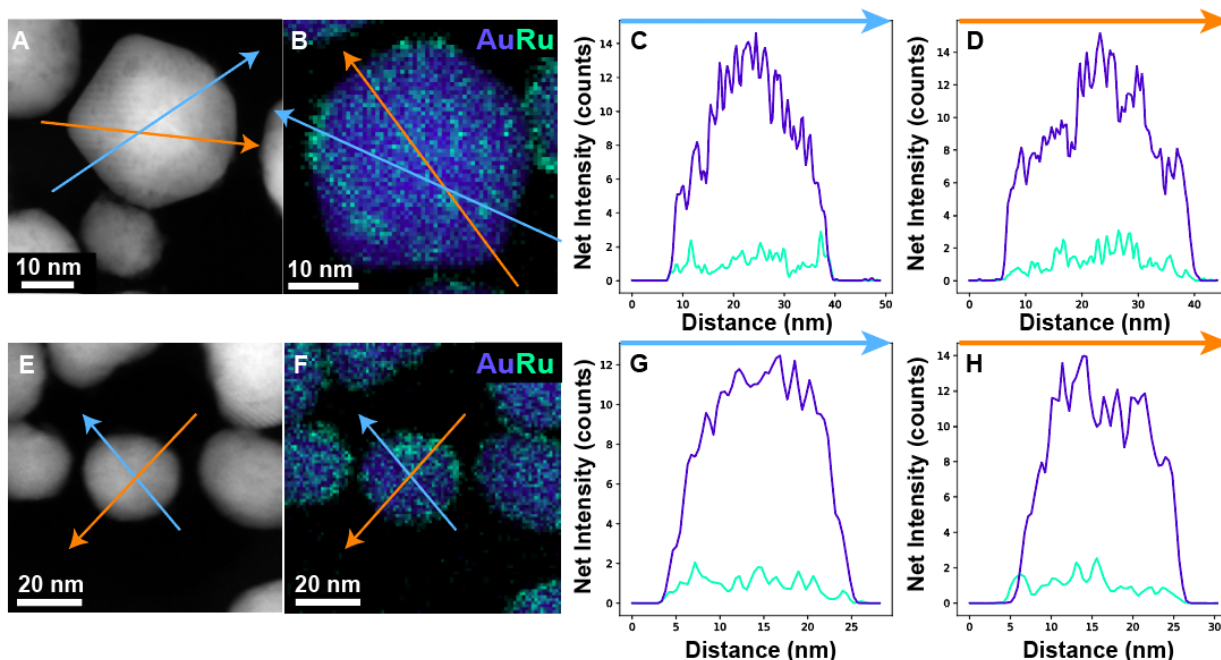 A
10 nm
B
AuRu
10 nm
C
Net Intensity (counts)
14
12
10
8
6
4
2
0
0 10 20 30 40 50
Distance (nm)
D
Net Intensity (counts)
14
12
10
8
6
4
2
0
0 10 20 30 40
Distance (nm)
E
20 nm
F
AuRu
20 nm
G
Net Intensity (counts)
12
10
8
6
4
2
0
0 5 10 15 20 25
Distance (nm)
H
Net Intensity (counts)
14
12
10
8
6
4
2
0
0 5 10 15 20 25 30
Distance (nm)